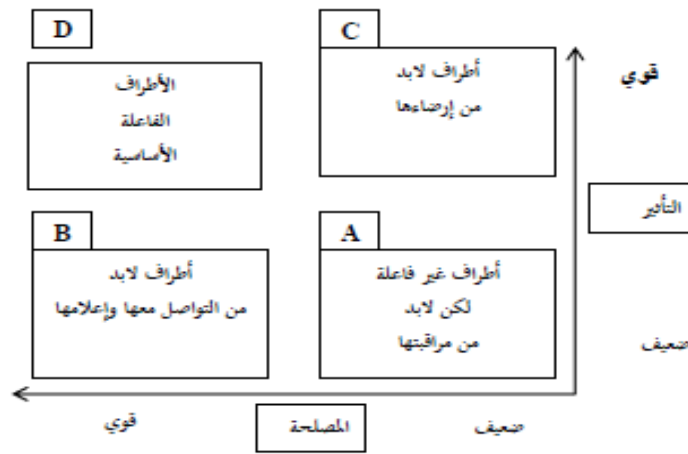 قوي
C
أطراف لابد
من إرضاءها
D
الأطراف
الفاعلة
الأساسية
التأثير
A
أطراف غير فاعلة
لكن لابد
من مراقبتها
B
أطراف لابد
من التواصل معها وإعلامها
ضعيف
ضعيف
المصلحة
قوي